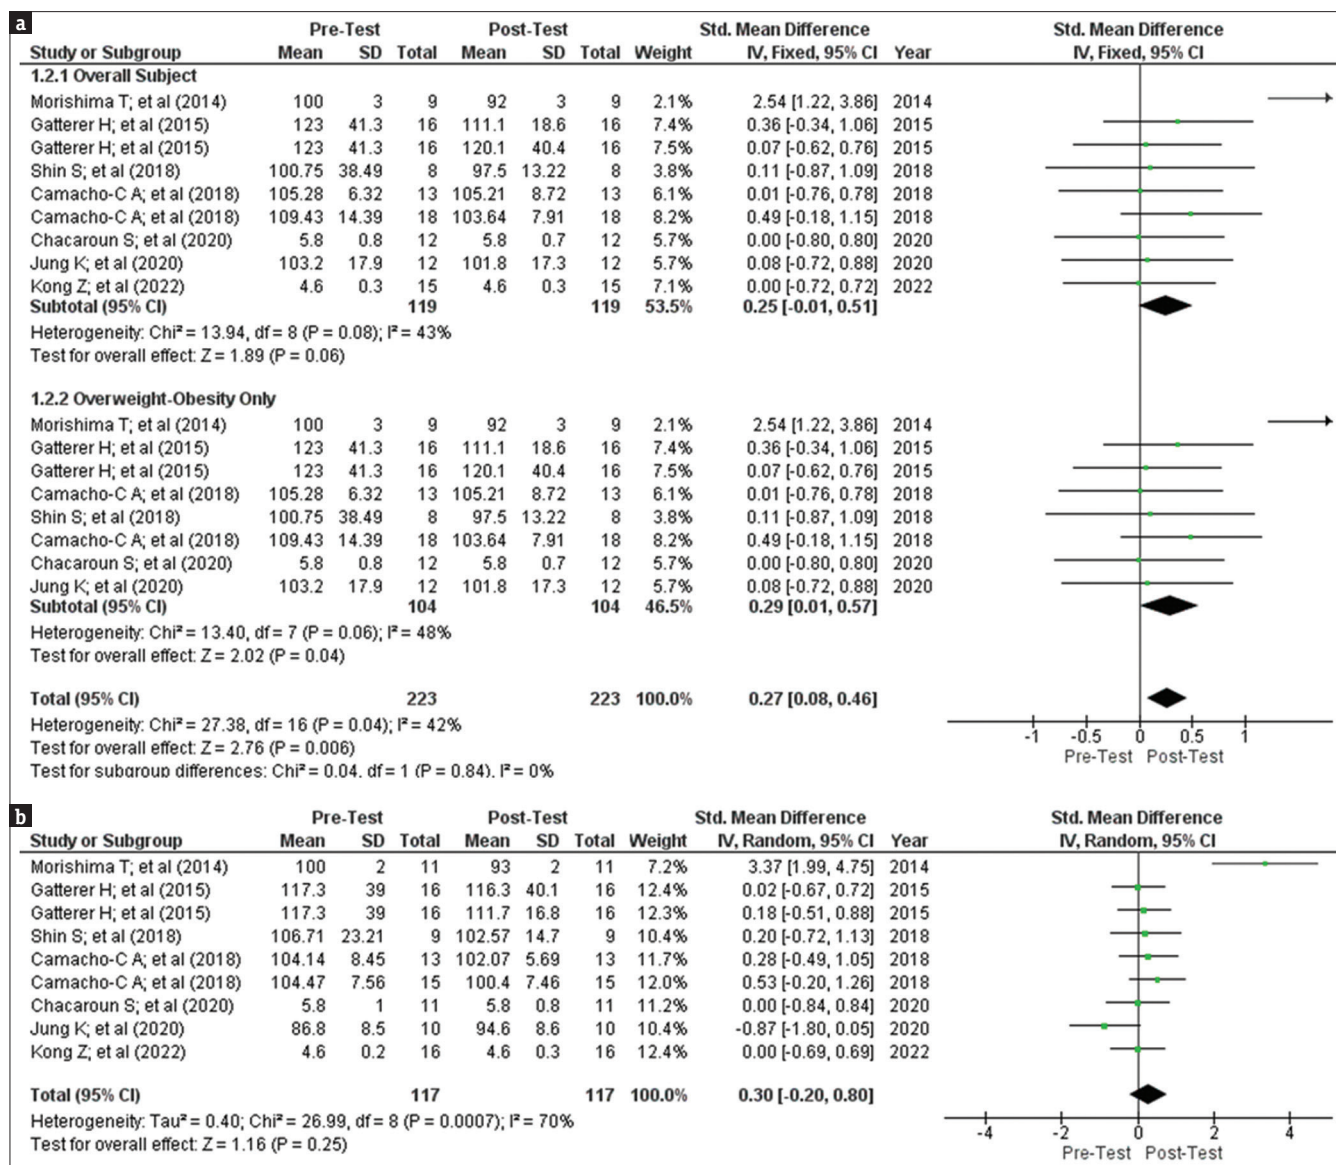 a
Pre-Test Post-Test Std. Mean Difference Std. Mean Difference
Study or Subgroup Mean SD Total Mean SD Total Weight IV, Fixed, 95% CI Year IV, Fixed, 95% CI
1.2.1 Overall Subject
Morishima T; et al (2014) 100 3 9 92 3 9 2.1% 2.54 [1.22, 3.86] 2014
Gatterer H; et al (2015) 123 41.3 16 111.1 18.6 16 7.4% 0.36 [-0.34, 1.06] 2015
Gatterer H; et al (2015) 123 41.3 16 120.1 40.4 16 7.5% 0.07 [-0.62, 0.76] 2015
Shin S; et al (2018) 100.75 38.49 8 97.5 13.22 8 3.8% 0.11 [-0.87, 1.09] 2018
Camacho-C A; et al (2018) 105.28 6.32 13 105.21 8.72 13 6.1% 0.01 [-0.76, 0.78] 2018
Camacho-C A; et al (2018) 109.43 14.39 18 103.64 7.91 18 8.2% 0.49 [-0.18, 1.15] 2018
Chacaroun S; et al (2020) 5.8 0.8 12 5.8 0.7 12 5.7% 0.00 [-0.80, 0.80] 2020
Jung K; et al (2020) 103.2 17.9 12 101.8 17.3 12 5.7% 0.08 [-0.72, 0.88] 2020
Kong Z; et al (2022) 4.6 0.3 15 4.6 0.3 15 7.1% 0.00 [-0.72, 0.72] 2022
Subtotal (95% CI) 119 119 53.5% 0.25 [-0.01, 0.51]
Heterogeneity: Chi² = 13.94, df = 8 (P = 0.08); I² = 43%
Test for overall effect: Z = 1.89 (P = 0.06)
1.2.2 Overweight-Obesity Only
Morishima T; et al (2014) 100 3 9 92 3 9 2.1% 2.54 [1.22, 3.86] 2014
Gatterer H; et al (2015) 123 41.3 16 111.1 18.6 16 7.4% 0.36 [-0.34, 1.06] 2015
Gatterer H; et al (2015) 123 41.3 16 120.1 40.4 16 7.5% 0.07 [-0.62, 0.76] 2015
Camacho-C A; et al (2018) 105.28 6.32 13 105.21 8.72 13 6.1% 0.01 [-0.76, 0.78] 2018
Shin S; et al (2018) 100.75 38.49 8 97.5 13.22 8 3.8% 0.11 [-0.87, 1.09] 2018
Camacho-C A; et al (2018) 109.43 14.39 18 103.64 7.91 18 8.2% 0.49 [-0.18, 1.15] 2018
Chacaroun S; et al (2020) 5.8 0.8 12 5.8 0.7 12 5.7% 0.00 [-0.80, 0.80] 2020
Jung K; et al (2020) 103.2 17.9 12 101.8 17.3 12 5.7% 0.08 [-0.72, 0.88] 2020
Subtotal (95% CI) 104 104 46.5% 0.29 [0.01, 0.57]
Heterogeneity: Chi² = 13.40, df = 7 (P = 0.06); I² = 48%
Test for overall effect: Z = 2.02 (P = 0.04)
Total (95% CI) 223 223 100.0% 0.27 [0.08, 0.46]
Heterogeneity: Chi² = 27.38, df = 16 (P = 0.04); I² = 42%
Test for overall effect: Z = 2.76 (P = 0.006)
Test for subgroup differences: Chi² = 0.04, df = 1 (P = 0.84), I² = 0%
-1 -0.5 0 0.5 1
Pre-Test Post-Test
b
Pre-Test Post-Test Std. Mean Difference Std. Mean Difference
Study or Subgroup Mean SD Total Mean SD Total Weight IV, Random, 95% CI Year IV, Random, 95% CI
Morishima T; et al (2014) 100 2 11 93 2 11 7.2% 3.37 [1.99, 4.75] 2014
Gatterer H; et al (2015) 117.3 39 16 116.3 40.1 16 12.4% 0.02 [-0.67, 0.72] 2015
Gatterer H; et al (2015) 117.3 39 16 111.7 16.8 16 12.3% 0.18 [-0.51, 0.88] 2015
Shin S; et al (2018) 106.71 23.21 9 102.57 14.7 9 10.4% 0.20 [-0.72, 1.13] 2018
Camacho-C A; et al (2018) 104.14 8.45 13 102.07 5.69 13 11.7% 0.28 [-0.49, 1.05] 2018
Camacho-C A; et al (2018) 104.47 7.56 15 100.4 7.46 15 12.0% 0.53 [-0.20, 1.26] 2018
Chacaroun S; et al (2020) 5.8 1 11 5.8 0.8 11 11.2% 0.00 [-0.84, 0.84] 2020
Jung K; et al (2020) 86.8 8.5 10 94.6 8.6 10 10.4% -0.87 [-1.80, 0.05] 2020
Kong Z; et al (2022) 4.6 0.2 16 4.6 0.3 16 12.4% 0.00 [-0.69, 0.69] 2022
Total (95% CI) 117 117 100.0% 0.30 [-0.20, 0.80]
Heterogeneity: Tau² = 0.40; Chi² = 26.99, df = 8 (P = 0.0007); I² = 70%
Test for overall effect: Z = 1.16 (P = 0.25)
-4 -2 0 2 4
Pre-Test Post-Test